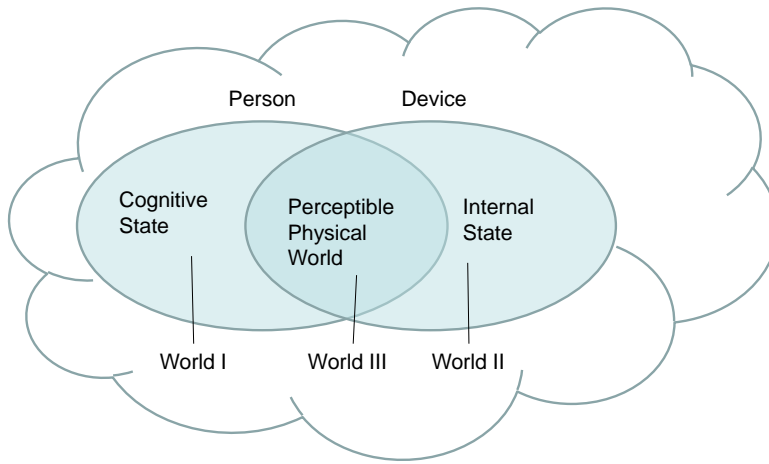 Person
Device
Cognitive
State
Perceptible
Physical
World
Internal
State
World I
World III
World II